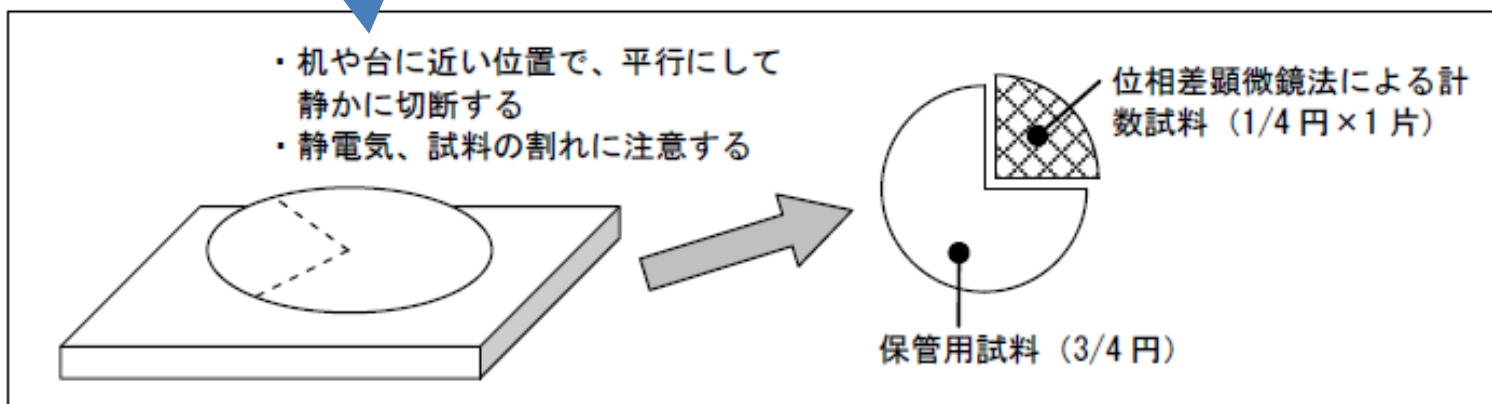 ・机や台に近い位置で、平行にして
静かに切断する
・静電気、試料の割れに注意する
位相差顕微鏡法による計
数試料（1/4 円×1 片）
保管用試料（3/4 円）